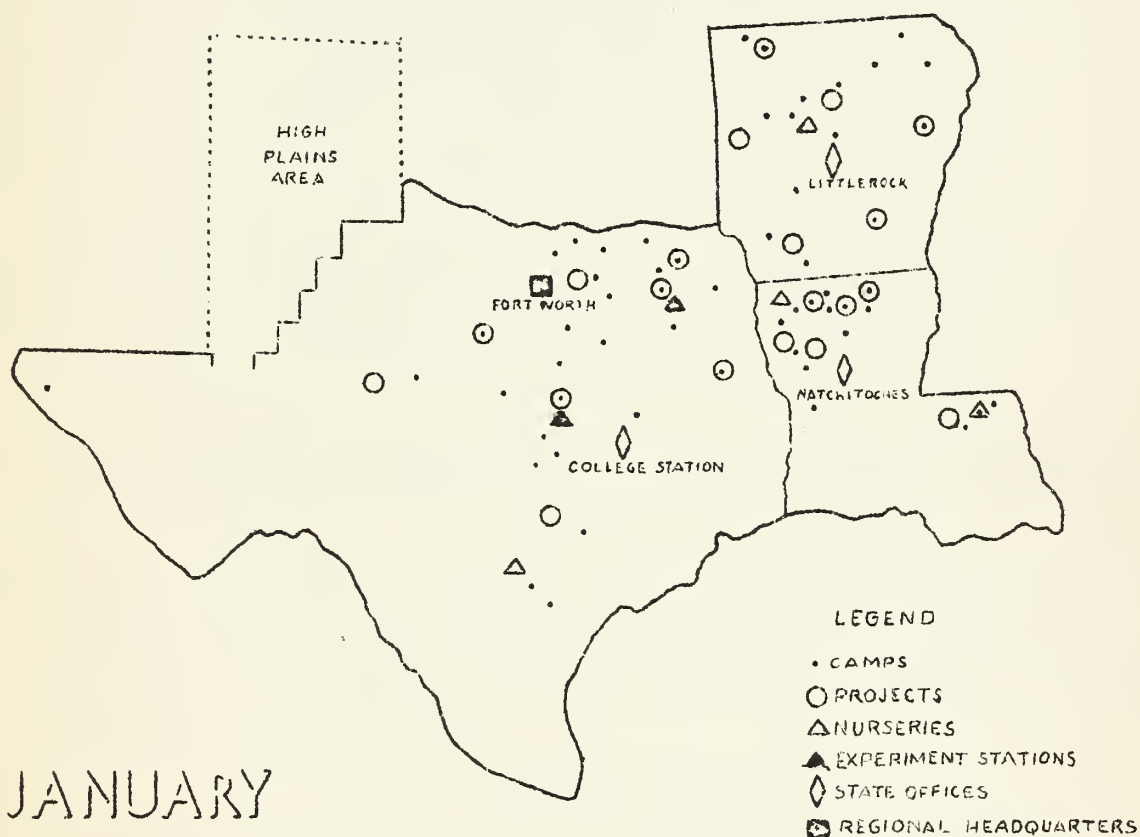 HIGH
PLAINS
AREA
LITTLEROCK
FORT WORTH
NATCHITOCHES
COLLEGE STATION
LEGEND
CAMPS
PROJECTS
NURSERIES
EXPERIMENT STATIONS
STATE OFFICES
REGIONAL HEADQUARTERS
JANUARY